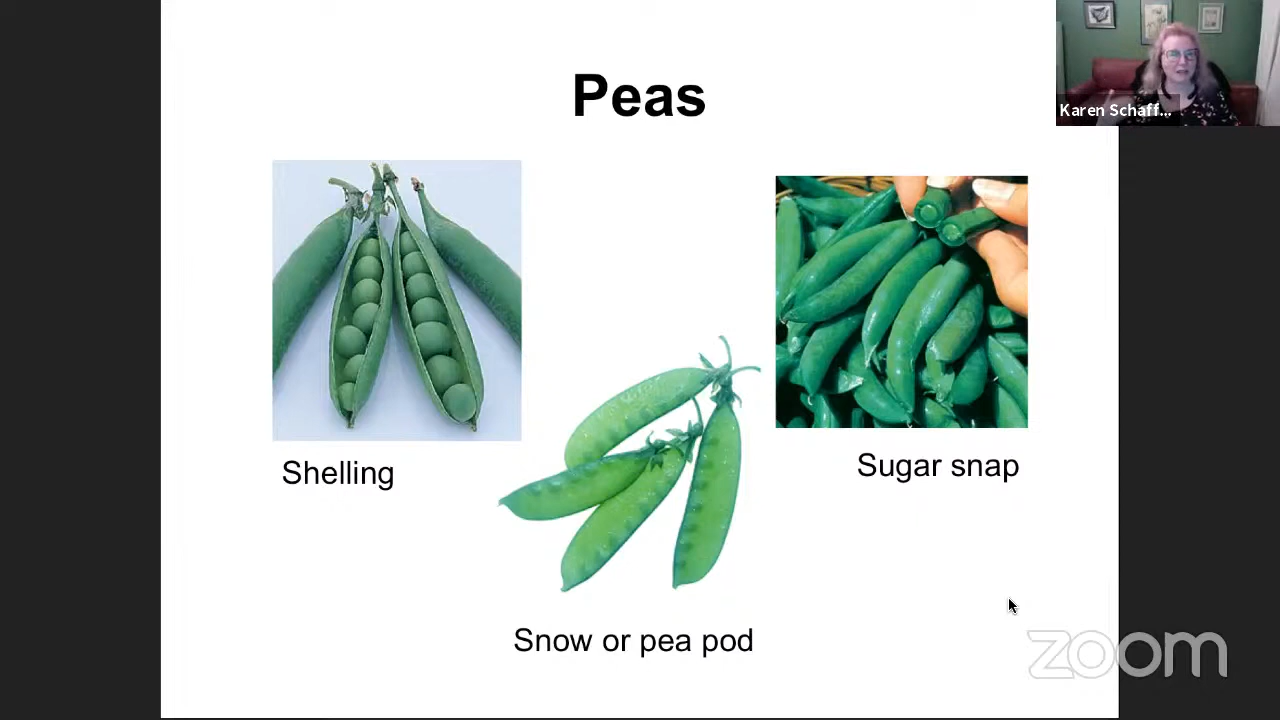 Peas
Karen Schaff...
Shelling
Sugar snap
Snow or pea pod
zoom